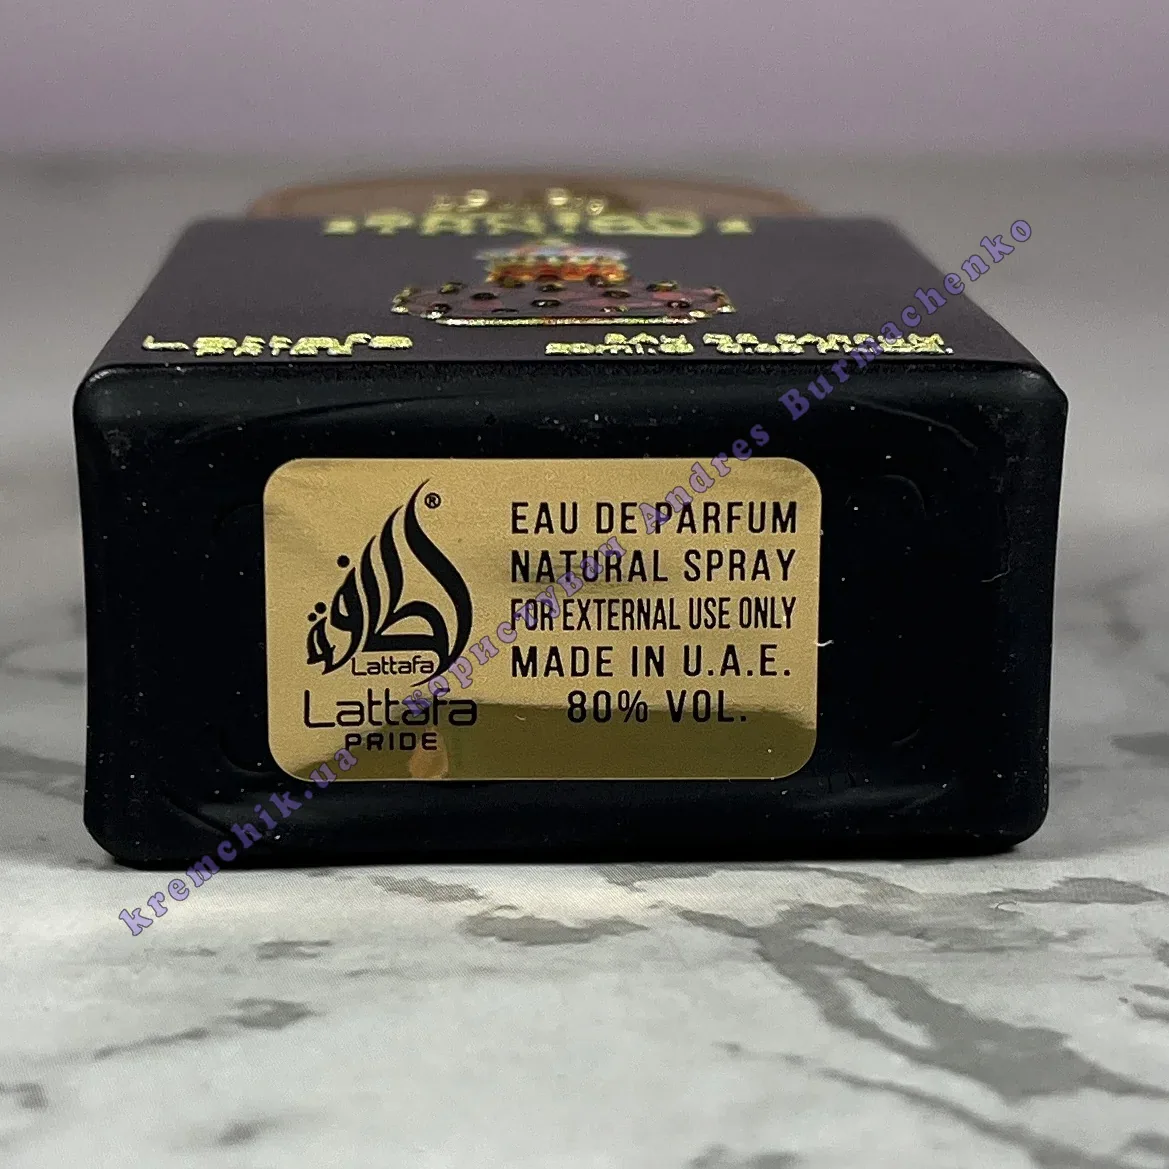 لطافة
®
Lattafa
Lattafa
PRIDE
EAU DE PARFUM
NATURAL SPRAY
FOR EXTERNAL USE ONLY
MADE IN U.A.E.
80% VOL.
kremchik.ua користувач Andres Burmachenko